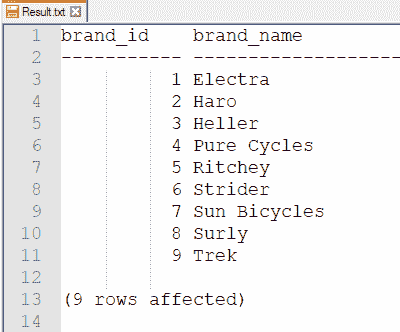 Result.txt
1 brand_id brand_name
2 ----------- -------------------
3 1 Electra
4 2 Haro
5 3 Heller
6 4 Pure Cycles
7 5 Ritchey
8 6 Strider
9 7 Sun Bicycles
10 8 Surly
11 9 Trek
12
13 (9 rows affected)
14